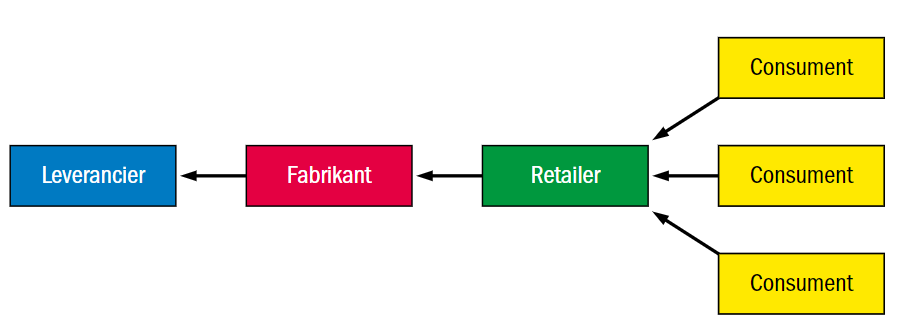 Consument
Leverancier
Fabrikant
Retailer
Consument
Consument